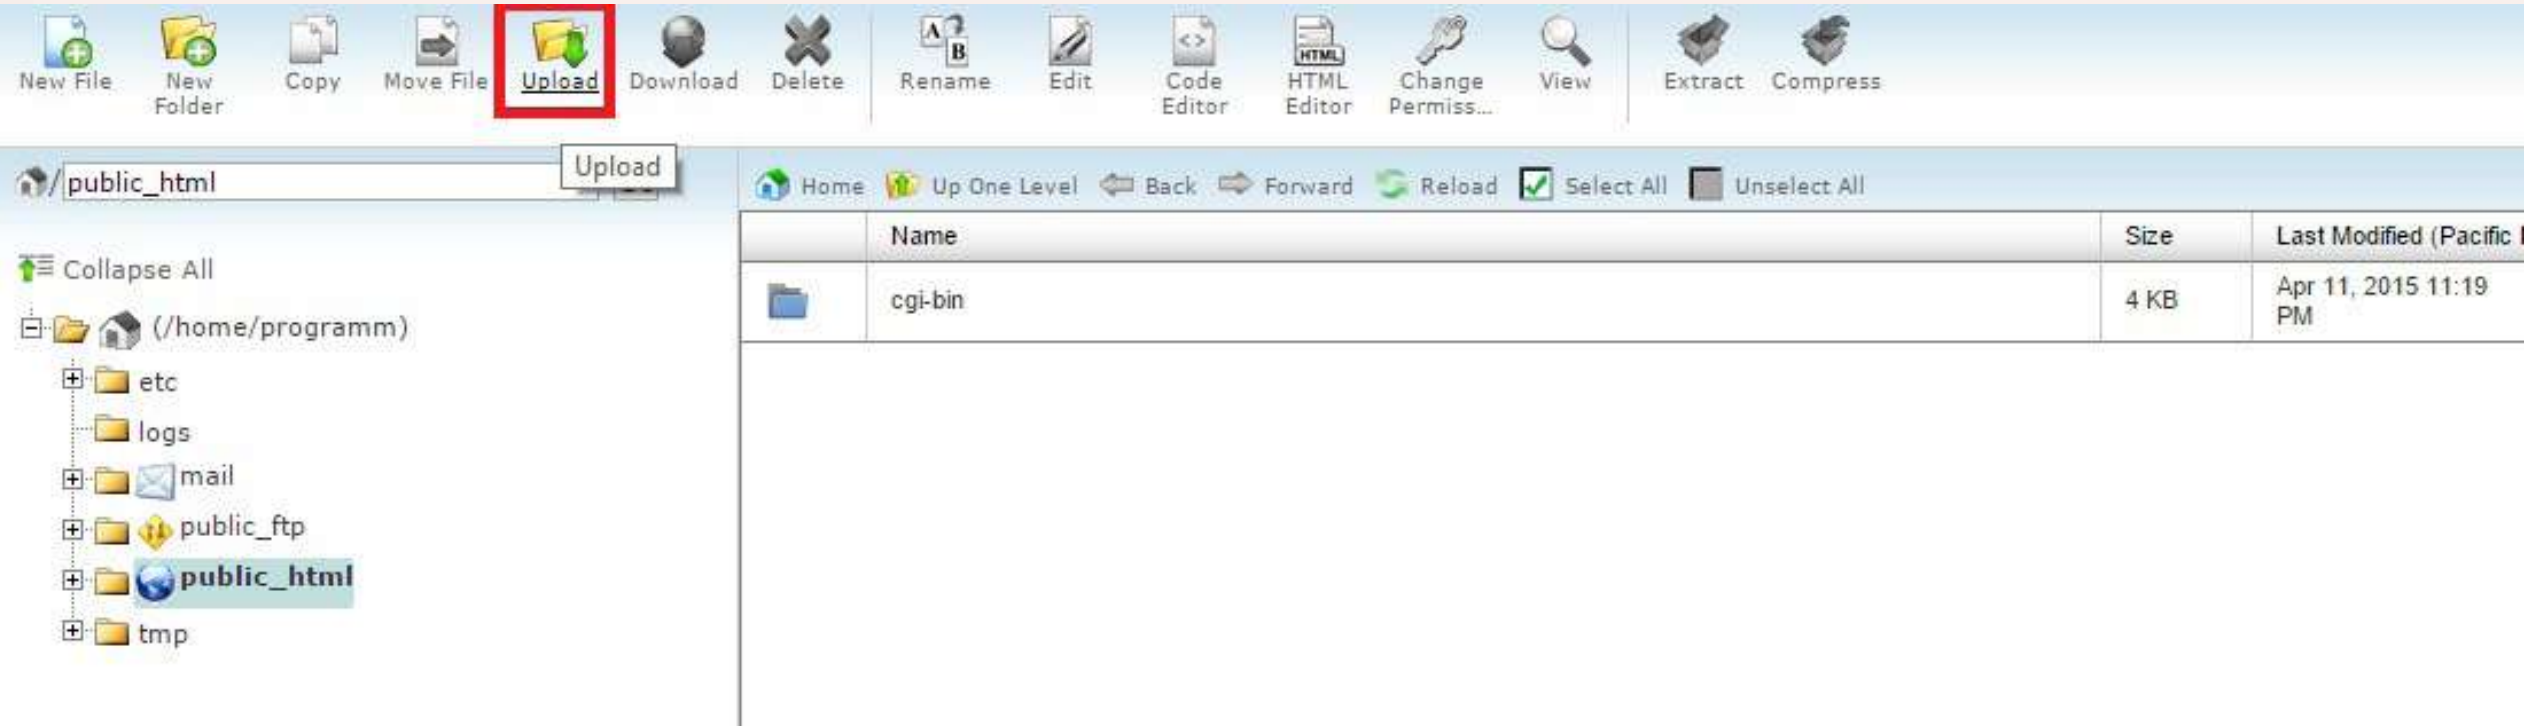 New File
New
Folder
Copy
Move File
Upload
Download
Delete
A
B
Rename
Edit
Code
Editor
HTML
HTML
Editor
Change
Permiss...
View
Extract
Compress
Upload
/ public_html
Home
Up One Level
Back
Forward
Reload
Select All
Unselect All
Name
Size
Last Modified (Pacific
Collapse All
cgi-bin
4 KB
Apr 11, 2015 11:19
PM
(/home/programm)
etc
logs
mail
public_ftp
public_html
tmp